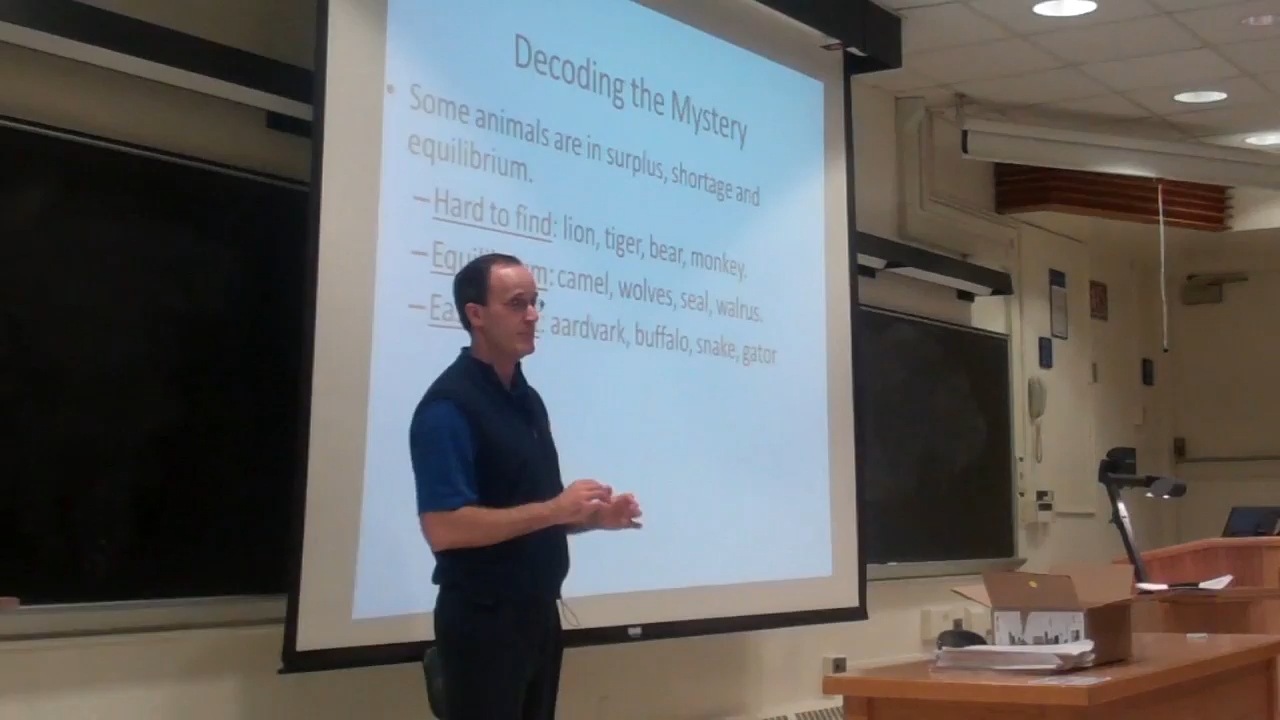 Decoding the Mystery
• Some animals are in surplus, shortage and
equilibrium.
– Hard to find: lion, tiger, bear, monkey.
– : camel, wolves, seal, walrus.
– : aardvark, buffalo, snake, gator